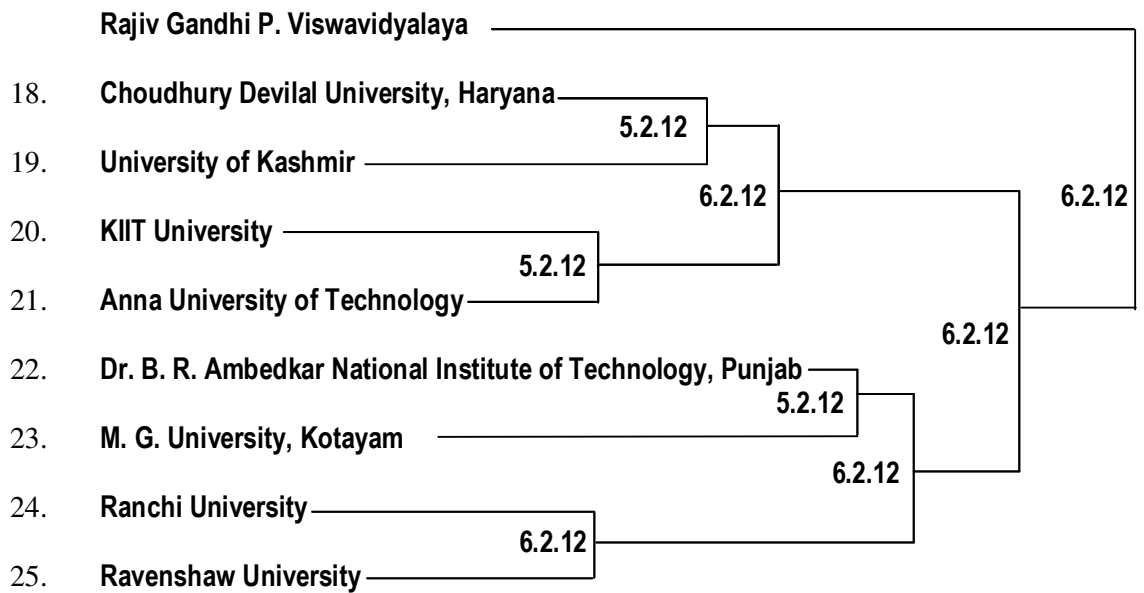 Rajiv Gandhi P. Viswavidyalaya
18. Choudhury Devilal University, Haryana
5.2.12
19. University of Kashmir
6.2.12
6.2.12
20. KIIT University
5.2.12
21. Anna University of Technology
6.2.12
22. Dr. B. R. Ambedkar National Institute of Technology, Punjab
5.2.12
23. M. G. University, Kotayam
6.2.12
24. Ranchi University
6.2.12
25. Ravenshaw University